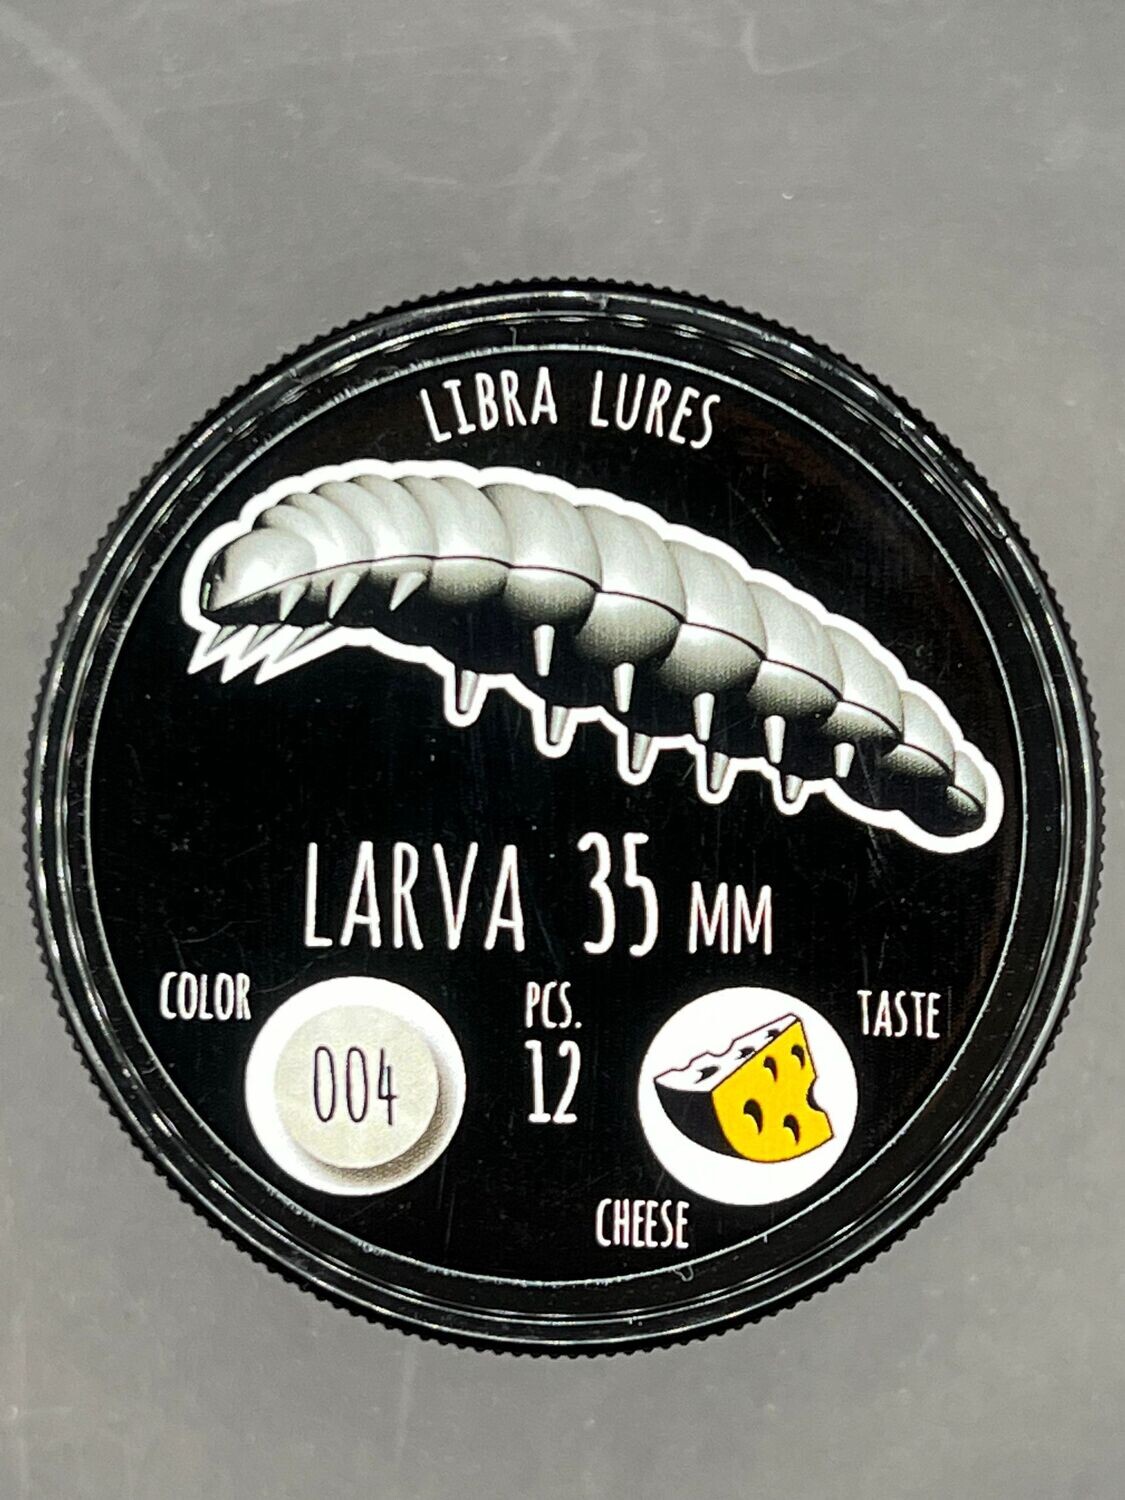 LIBRA LURES
LARVA 35 MM
COLOR
004
PCS.
12
TASTE
CHEESE